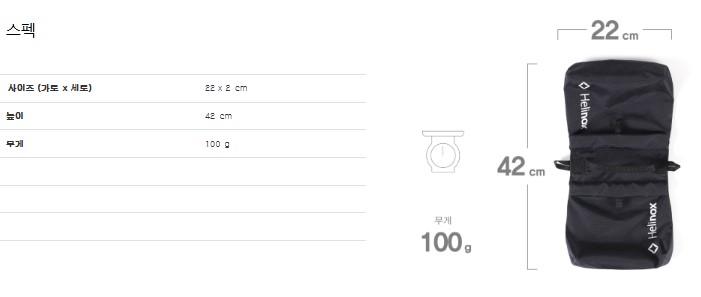 스펙
사이즈 (가로 x 세로) 22 x 2 cm
높이 42 cm
무게 100 g
22 cm
42 cm
무게
100 g
Helinox
Helinox